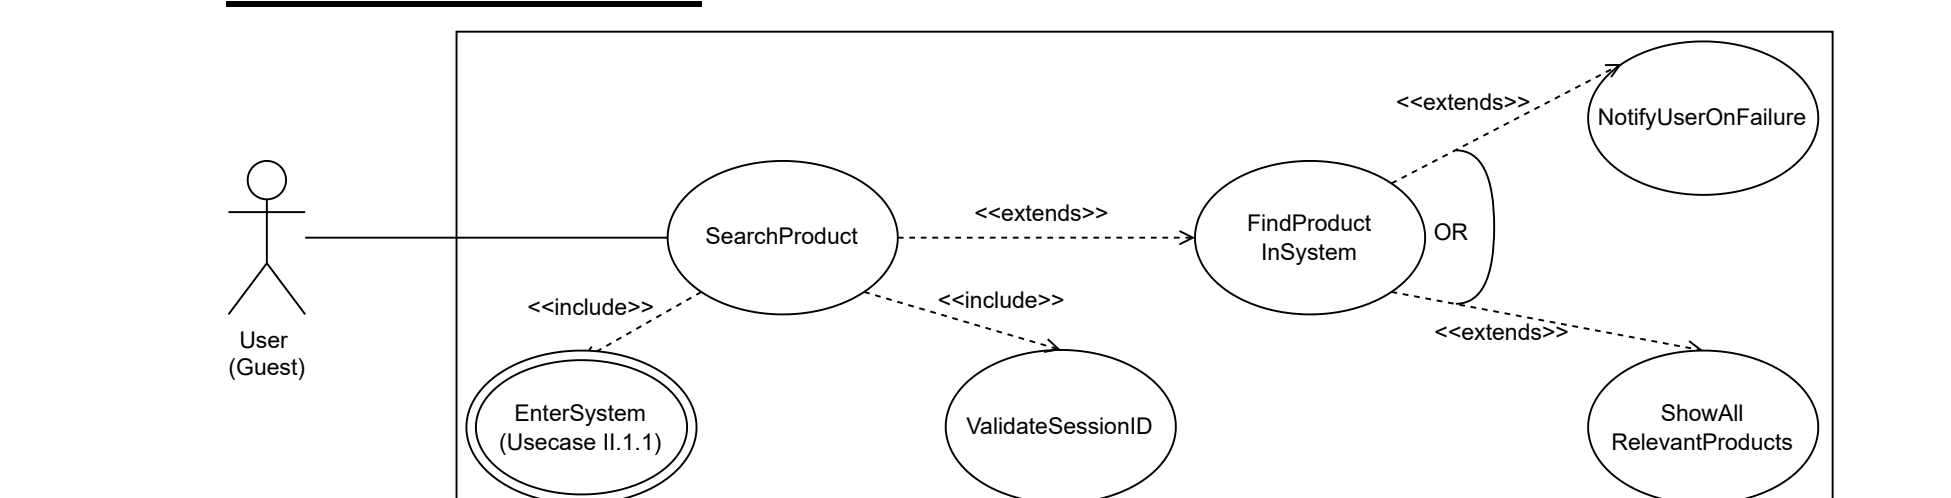 <<extends>>
NotifyUserOnFailure
SearchProduct
<<extends>>
FindProduct
InSystem
OR
<<include>>
<<include>>
<<extends>>
User
(Guest)
EnterSystem
(Usecase II.1.1)
ValidateSessionID
ShowAll
RelevantProducts